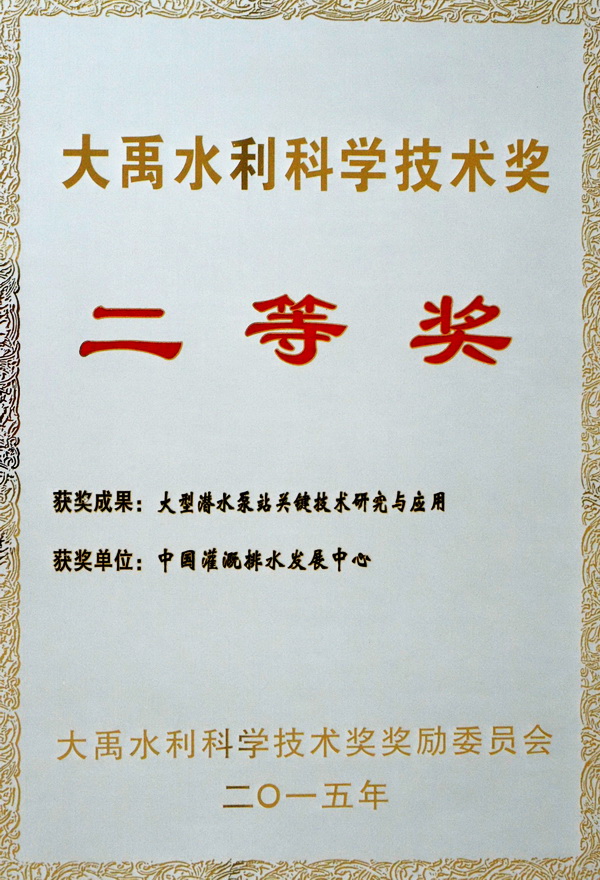 大禹水利科学技术奖
二等奖
获奖成果：大型潜水泵站关键技术研究与应用
获奖单位：中国灌溉排水发展中心
大禹水利科学技术奖奖励委员会
二〇一五年